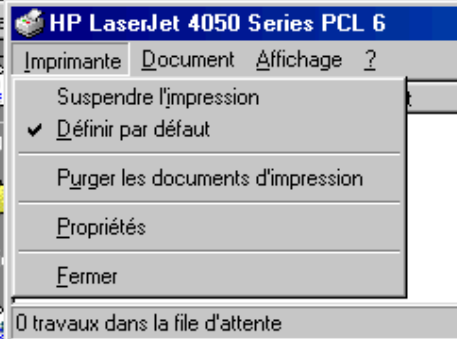 HP LaserJet 4050 Series PCL 6
Imprimante Document Affichage ?
Suspendre l'impression
Définir par défaut
Purger les documents d'impression
Propriétés
Fermer
0 travaux dans la file d'attente